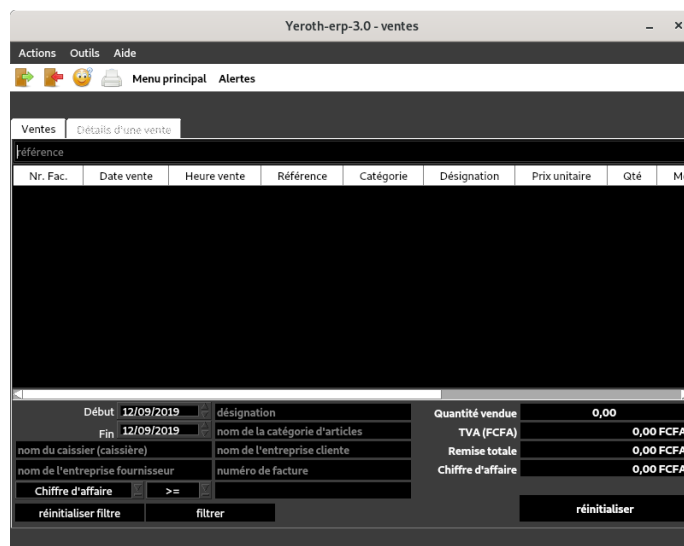 Yeroth-erp-3.0 - ventes
Actions Outils Aide
Menu principal Alertes
Ventes Détails d'une vente
référence
Nr. Fac. Date vente Heure vente Référence Catégorie Désignation Prix unitaire Qté
Début 12/09/2019 désignation Quantité vendue 0,00
Fin 12/09/2019 nom de la catégorie d'articles TVA (FCFA) 0,00 FCFA
nom du caissier (caissière) nom de l'entreprise cliente Remise totale 0,00 FCFA
nom de l'entreprise fournisseur numéro de facture Chiffre d'affaire 0,00 FCFA
Chiffre d'affaire >=
réinitialiser filtre filtrer réinitialiser